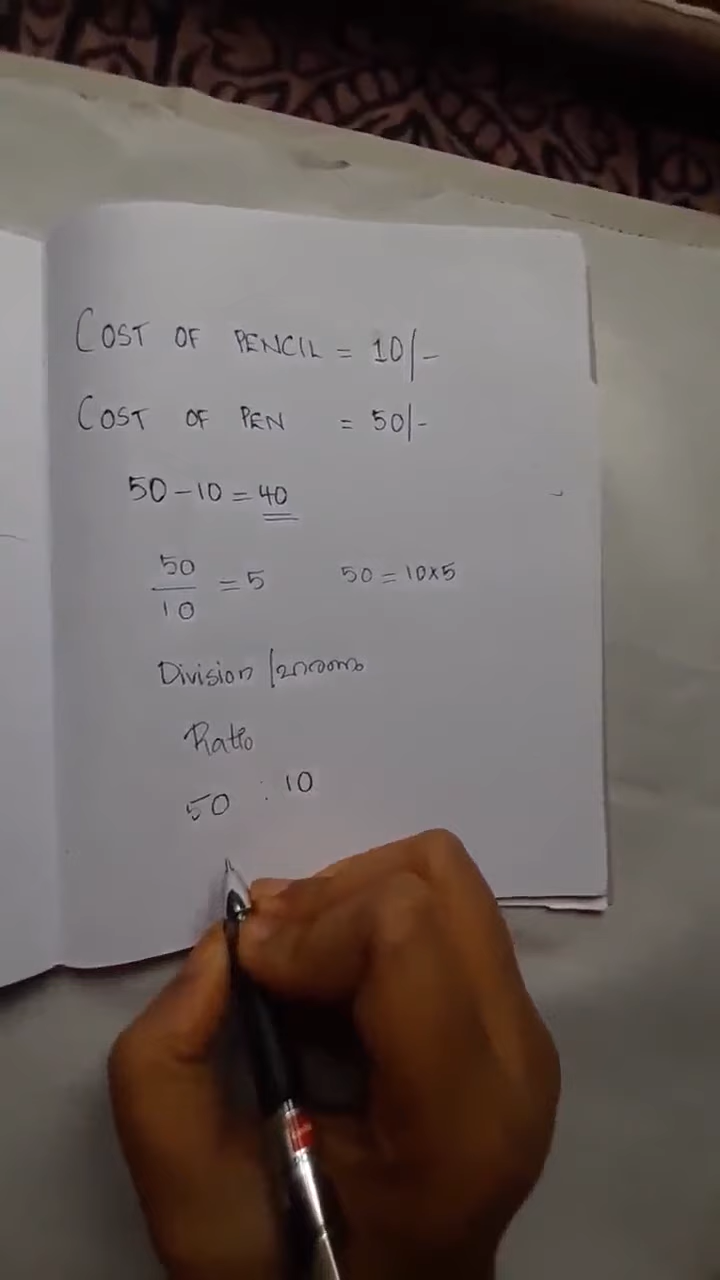 COST OF PENCIL = 10/-
COST OF PEN = 50/-
50 - 10 = 40
50/10 = 5 50 = 10x5
Division / ഹരണം
Ratio
50 : 10